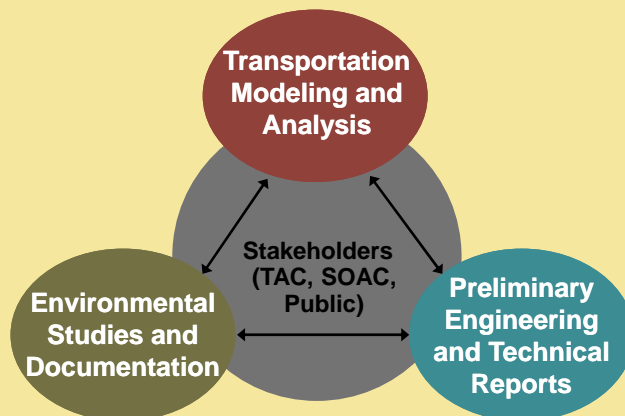 Transportation
Modeling and
Analysis
Stakeholders
(TAC, SOAC,
Public)
Environmental
Studies and
Documentation
Preliminary
Engineering
and Technical
Reports